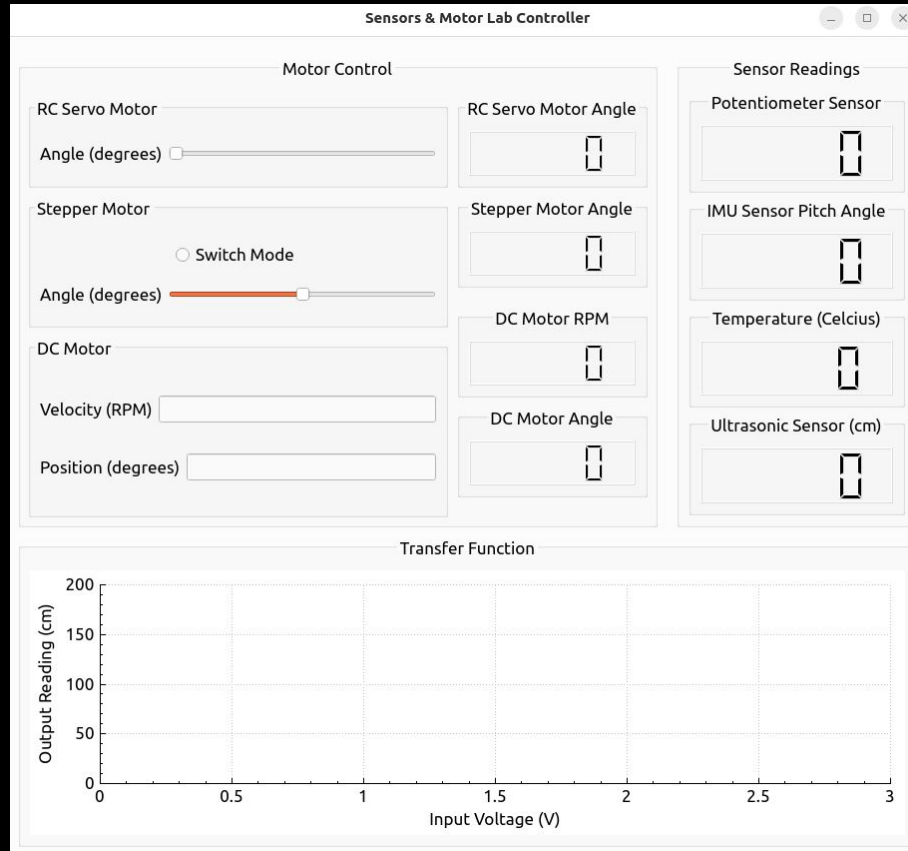 Sensors & Motor Lab Controller
Motor Control
RC Servo Motor
Angle (degrees)
RC Servo Motor Angle
0
Stepper Motor
Switch Mode
Angle (degrees)
Stepper Motor Angle
0
DC Motor
Velocity (RPM)
Position (degrees)
DC Motor RPM
0
DC Motor Angle
0
Sensor Readings
Potentiometer Sensor
0
IMU Sensor Pitch Angle
0
Temperature (Celcius)
0
Ultrasonic Sensor (cm)
0
Transfer Function
Output Reading (cm)
200
150
100
50
0
0 0.5 1 1.5 2 2.5 3
Input Voltage (V)